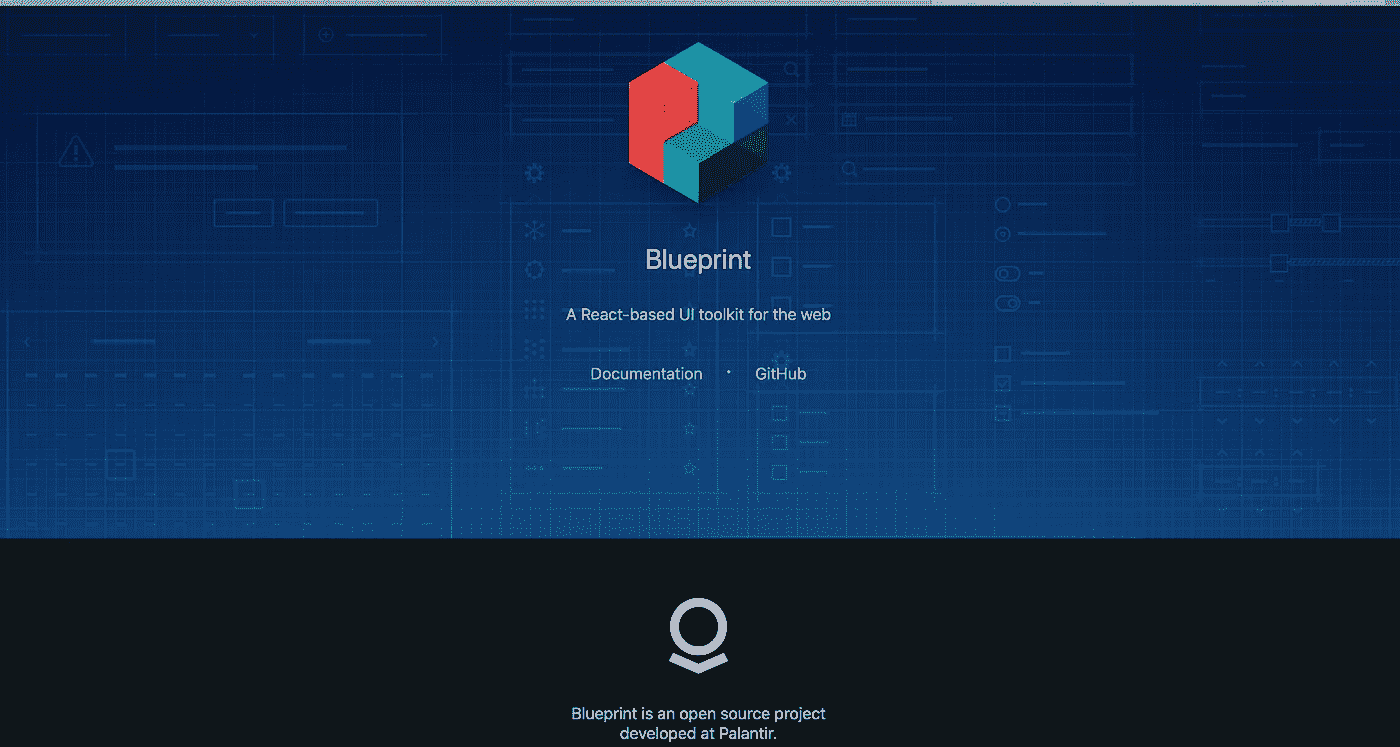 Blueprint
A React-based UI toolkit for the web
Documentation · GitHub
Blueprint is an open source project
developed at Palantir.